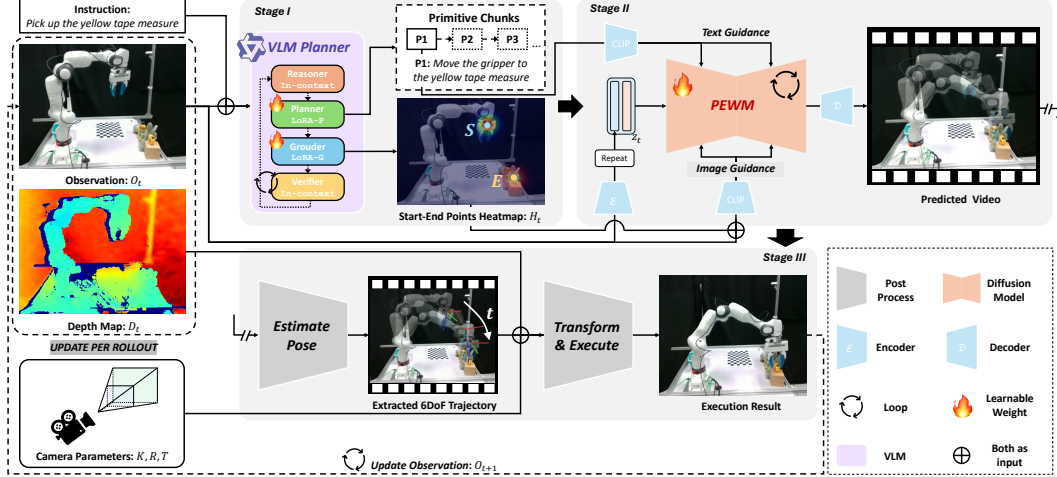 Instruction:
Pick up the yellow tape measure
Observation: O_t
Depth Map: D_t
UPDATE PER ROLLOUT
Camera Parameters: K, R, T
Stage I
VLM Planner
Reasoner
In-context
Planner
LoRA-P
Grouder
LoRA-G
Verifier
In-context
Primitive Chunks
P1
P2
P3
...
P1: Move the gripper to
the yellow tape measure
S
E
Start-End Points Heatmap: H_t
Stage II
CLIP
Text Guidance
PEWM
Z_t
Repeat
Image Guidance
ℰ
CLIP
𝒟
Predicted Video
Stage III
Estimate
Pose
t
Extracted 6DoF Trajectory
Transform
& Execute
Execution Result
Update Observation: O_{t+1}
Post
Process
Diffusion
Model
ℰ
Encoder
𝒟
Decoder
Loop
Learnable
Weight
VLM
Both as
input